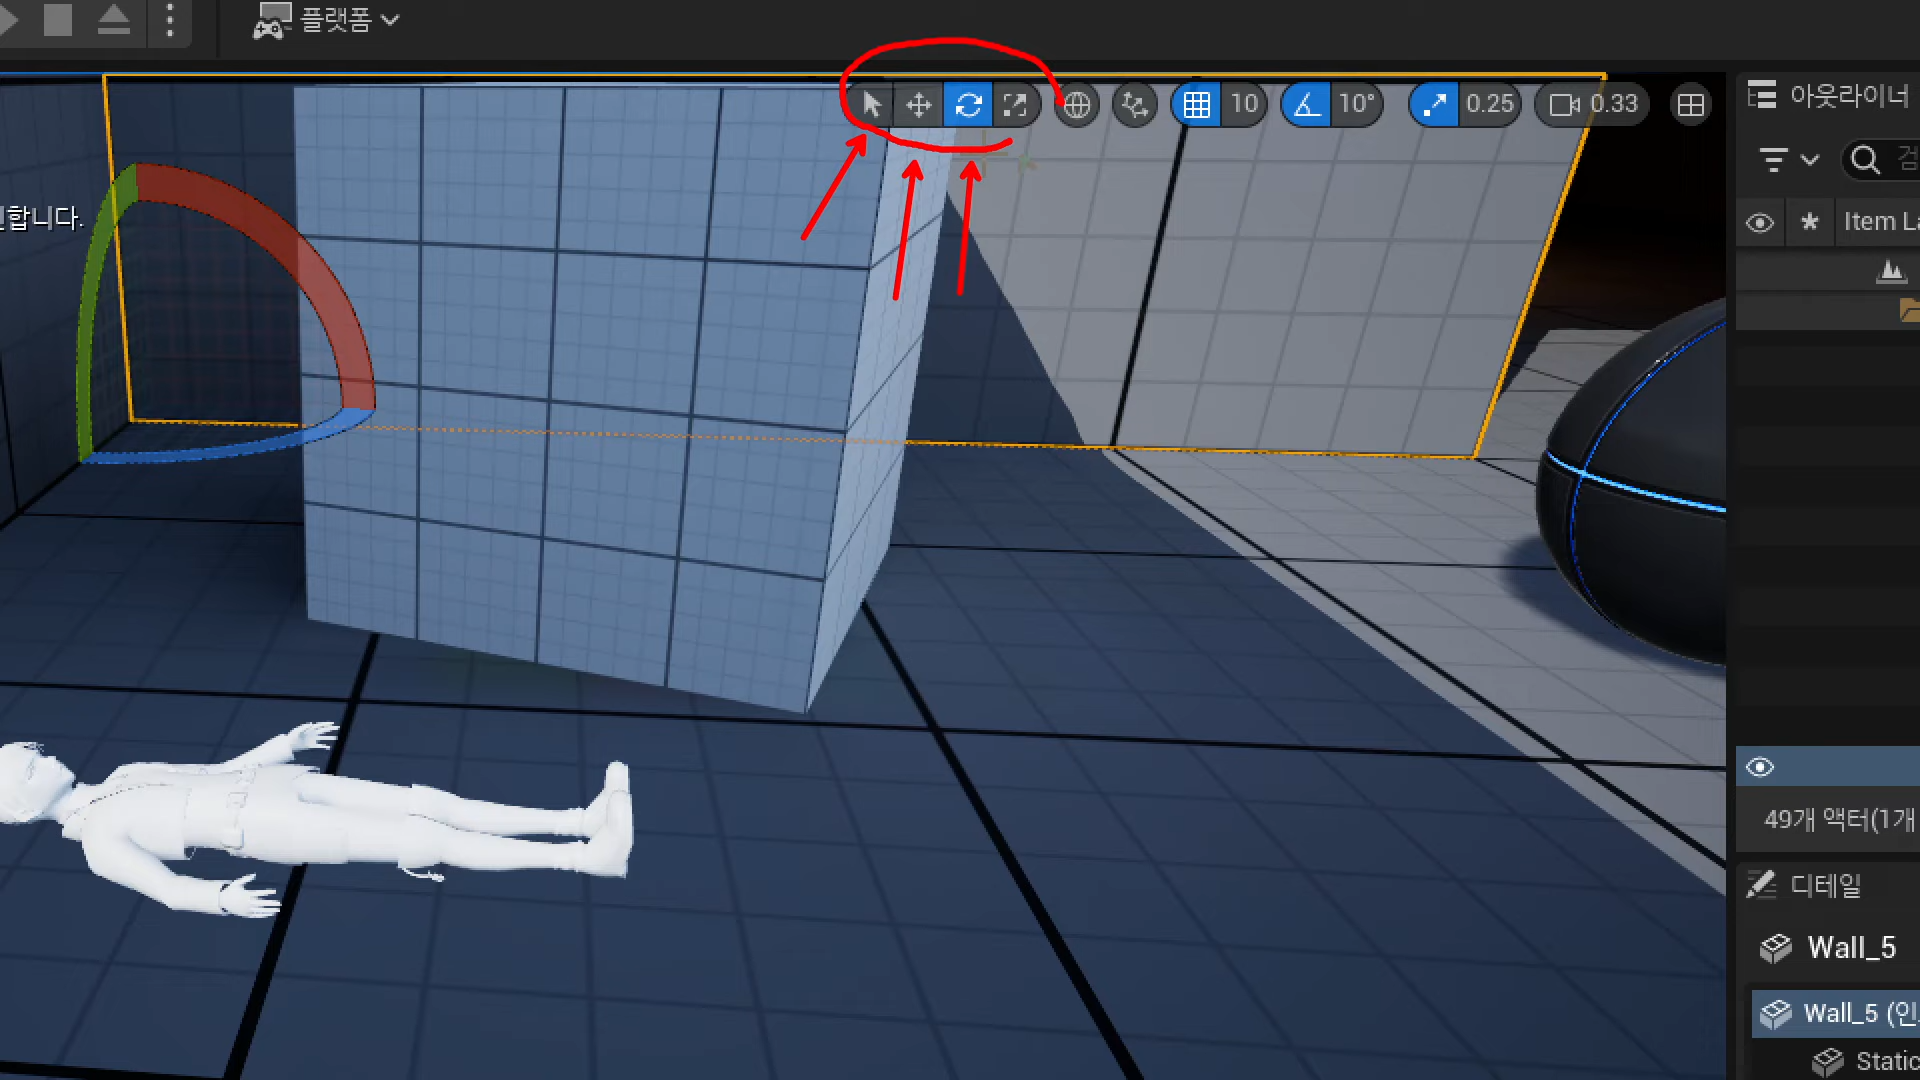 플랫폼
10
10°
0.25
0.33
아웃라이너
합니다.
Item La
49개 액터(1개
디테일
Wall_5
Wall_5 (인
Static